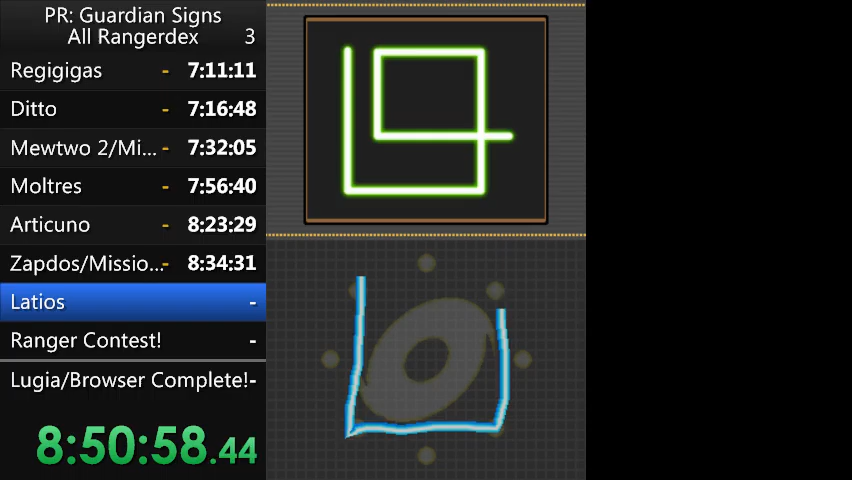 PR: Guardian Signs
All Rangerdex 3
Regigigas - 7:11:11
Ditto - 7:16:48
Mewtwo 2/Mi... - 7:32:05
Moltres - 7:56:40
Articuno - 8:23:29
Zapdos/Missio... - 8:34:31
Latios -
Ranger Contest! -
Lugia/Browser Complete! -
8:50:58.44